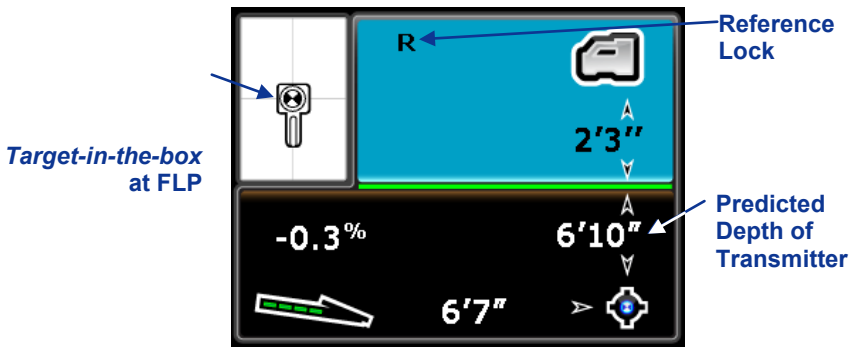 R
Reference
Lock
2'3''
Target-in-the-box
at FLP
-0.3%
6'10"
Predicted
Depth of
Transmitter
6'7"